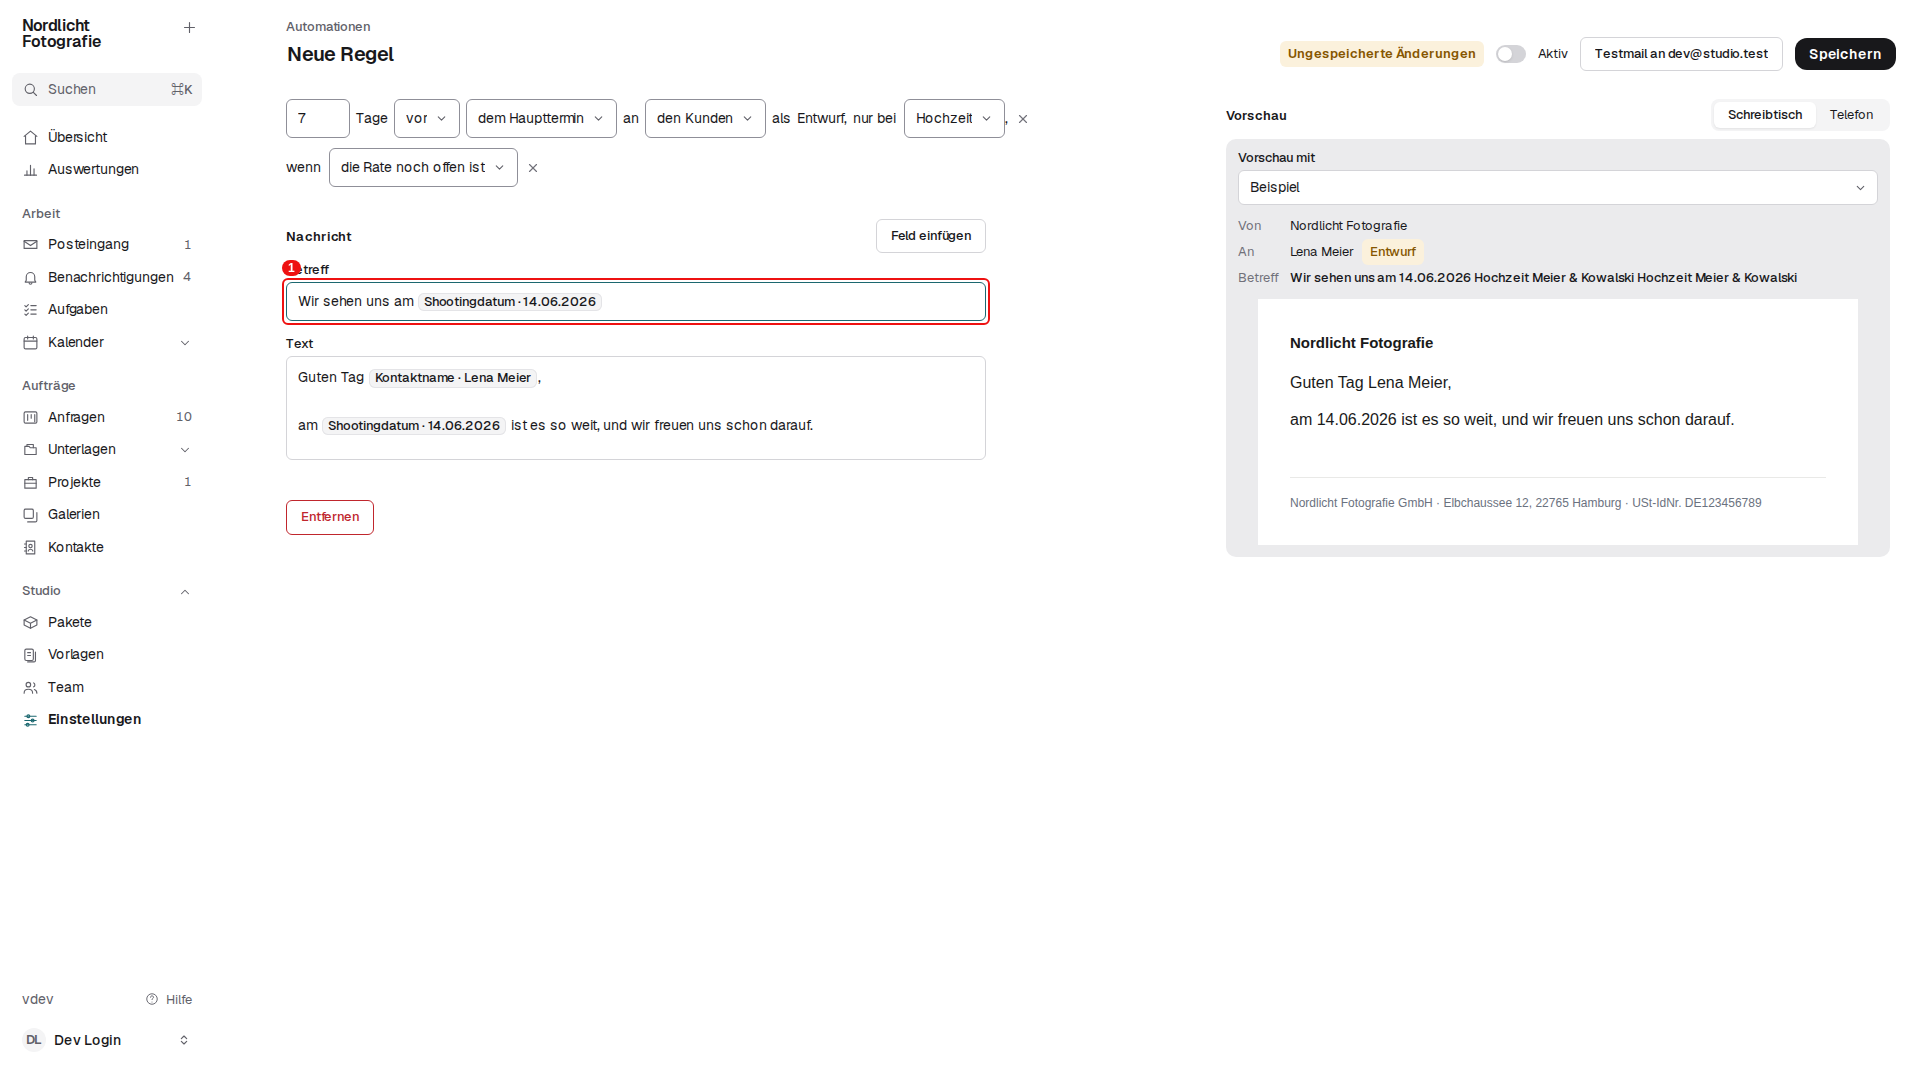 Nordlicht
Fotografie
Suchen ⌘K
Übersicht
Auswertungen
Arbeit
Posteingang 1
Benachrichtigungen 4
Aufgaben
Kalender
Aufträge
Anfragen 10
Unterlagen
Projekte 1
Galerien
Kontakte
Studio
Pakete
Vorlagen
Team
Einstellungen
vdev Hilfe
DL Dev Login
Automationen
Neue Regel
Ungespeicherte Änderungen Aktiv Testmail an dev@studio.test Speichern
7 Tage vor dem Haupttermin an den Kunden als Entwurf, nur bei Hochzeit ,
wenn die Rate noch offen ist
Nachricht Feld einfügen
1 treff
Wir sehen uns am Shootingdatum · 14.06.2026
Text
Guten Tag Kontaktname · Lena Meier ,
am Shootingdatum · 14.06.2026 ist es so weit, und wir freuen uns schon darauf.
Entfernen
Vorschau Schreibtisch Telefon
Vorschau mit
Beispiel
Von Nordlicht Fotografie
An Lena Meier Entwurf
Betreff Wir sehen uns am 14.06.2026 Hochzeit Meier & Kowalski Hochzeit Meier & Kowalski
Nordlicht Fotografie
Guten Tag Lena Meier,
am 14.06.2026 ist es so weit, und wir freuen uns schon darauf.
Nordlicht Fotografie GmbH · Elbchaussee 12, 22765 Hamburg · USt-IdNr. DE123456789